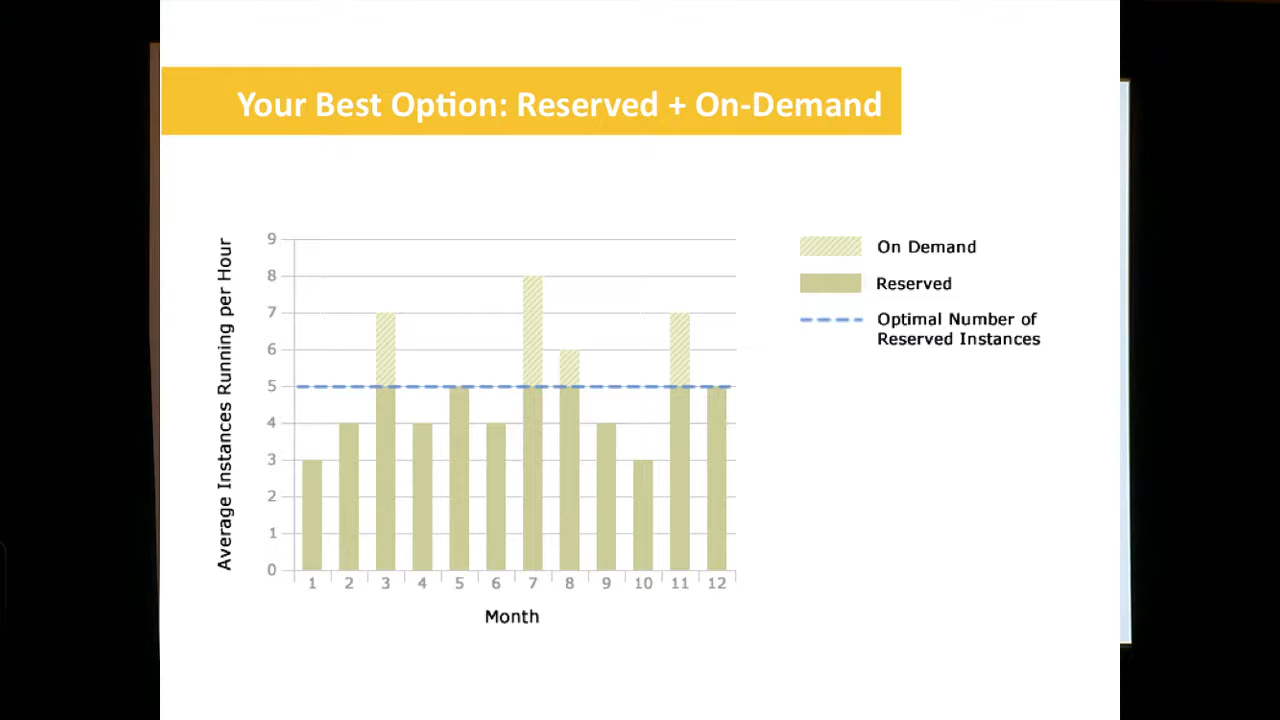 Your Best Option: Reserved + On-Demand
Average Instances Running per Hour
9
8
7
6
5
4
3
2
1
0
1 2 3 4 5 6 7 8 9 10 11 12
Month
On Demand
Reserved
Optimal Number of
Reserved Instances